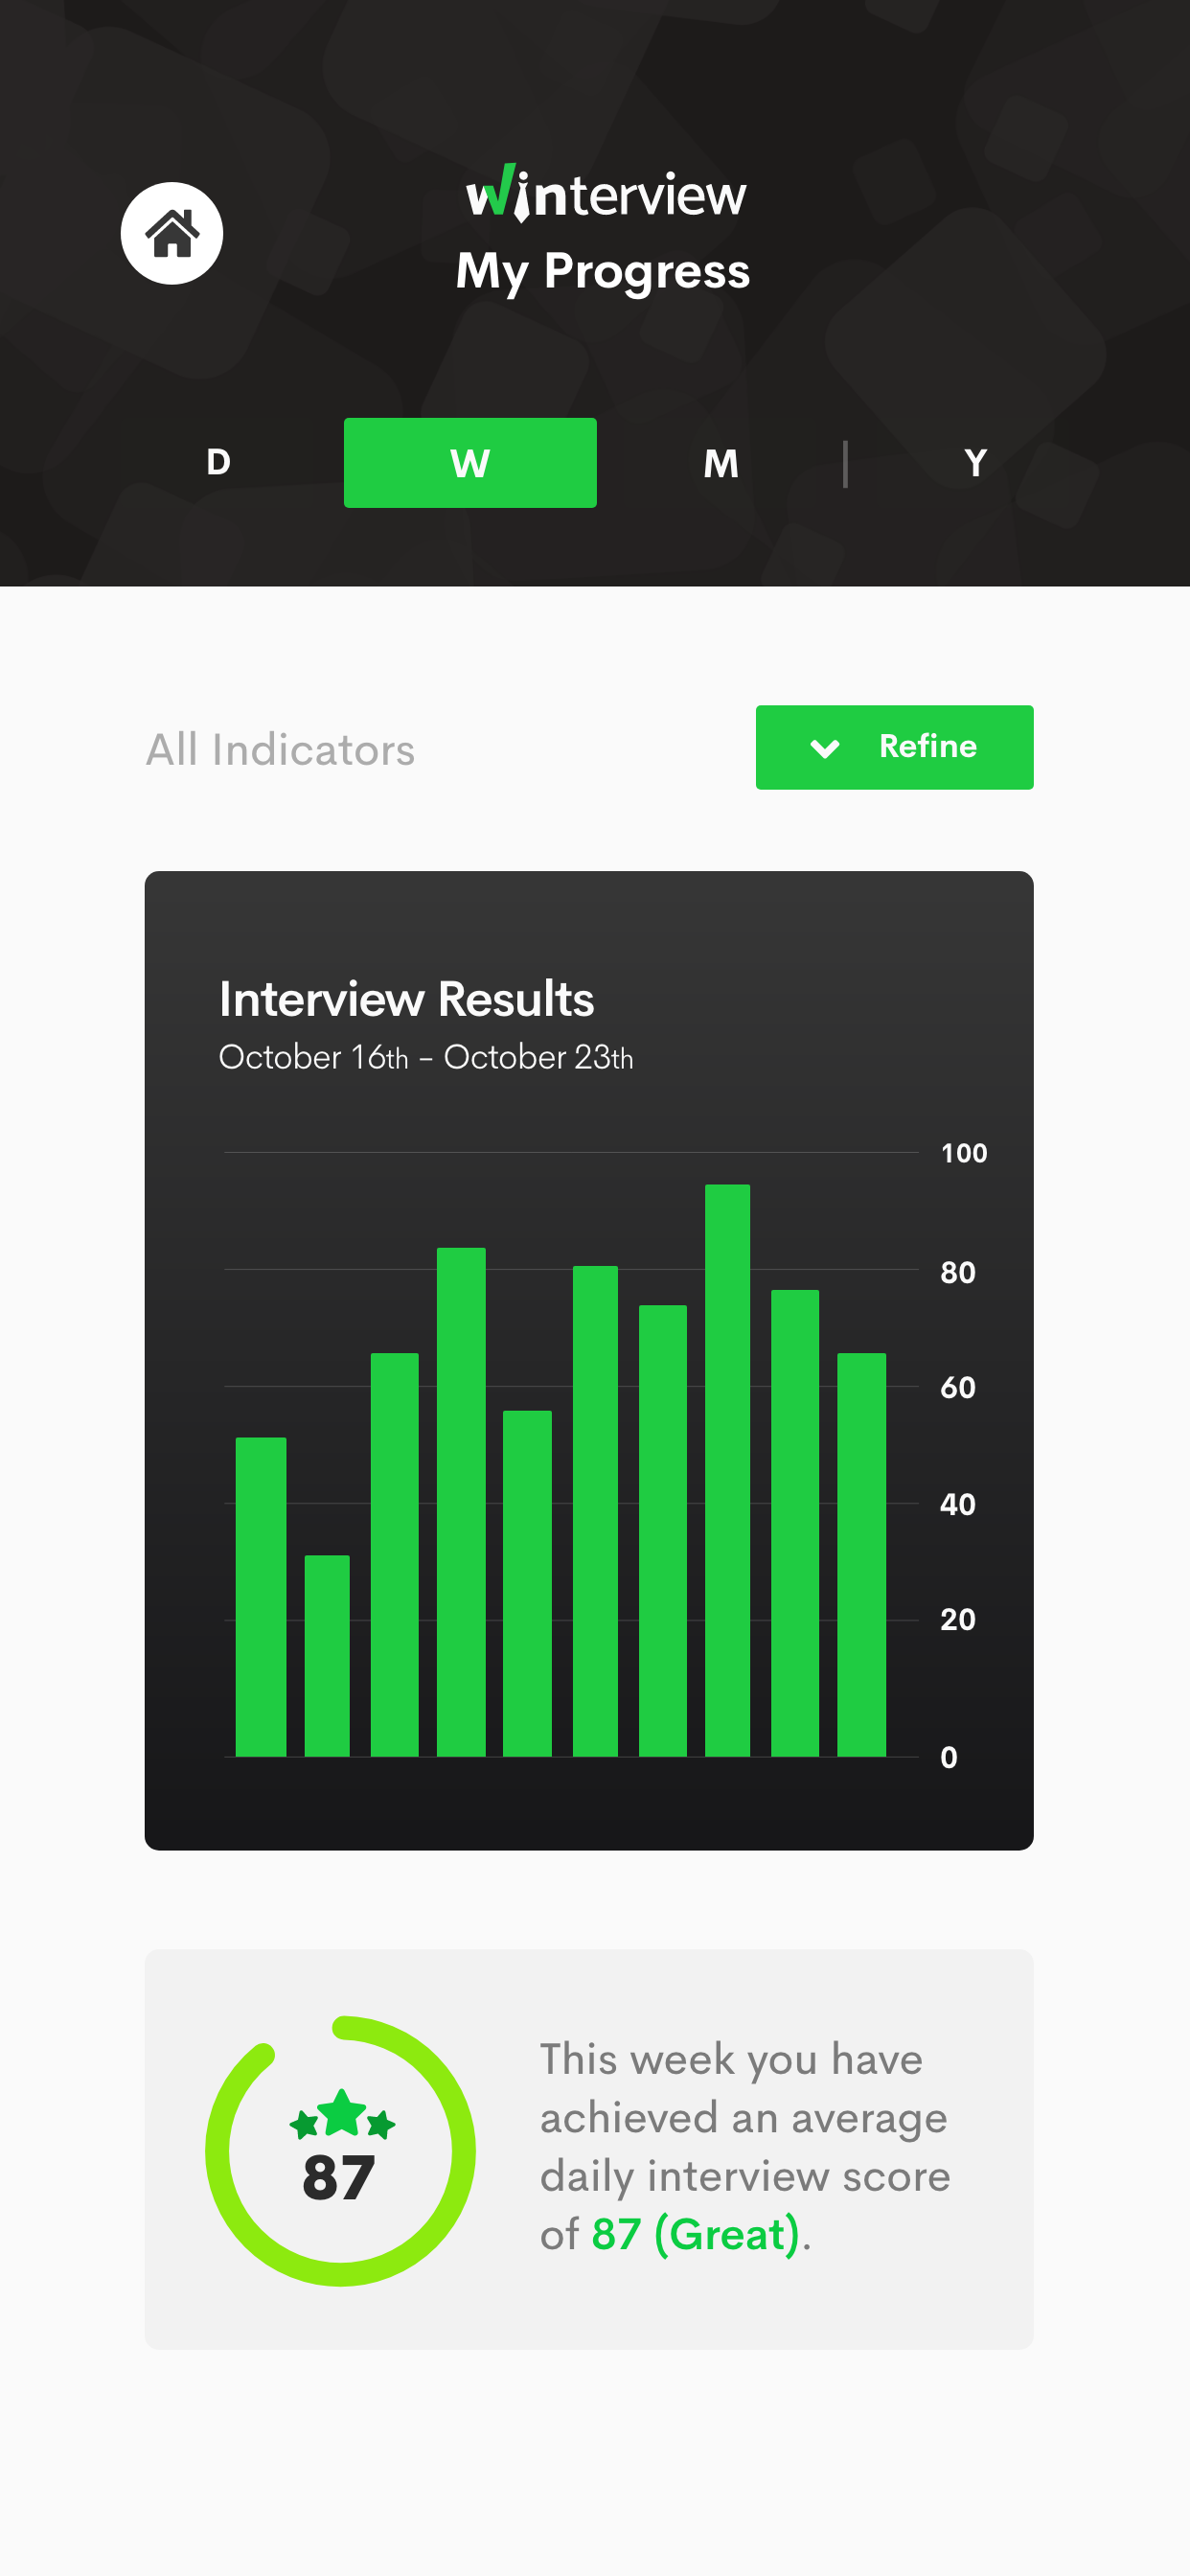 winterview
My Progress
D W M | Y
All Indicators
Refine
Interview Results
October 16th – October 23th
100
80
60
40
20
0
87
This week you have
achieved an average
daily interview score
of 87 (Great).